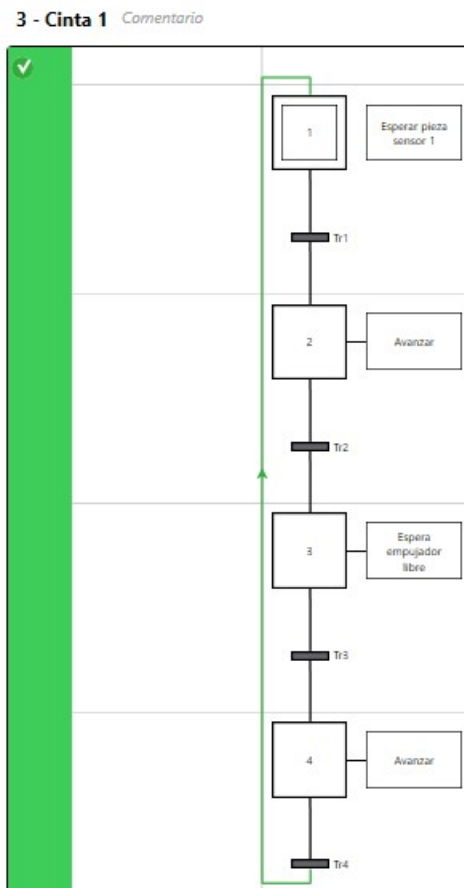 3 - Cinta 1 Comentario
1
Esperar pieza
sensor 1
Tr1
2
Avanzar
Tr2
3
Espera
empujador
libre
Tr3
4
Avanzar
Tr4